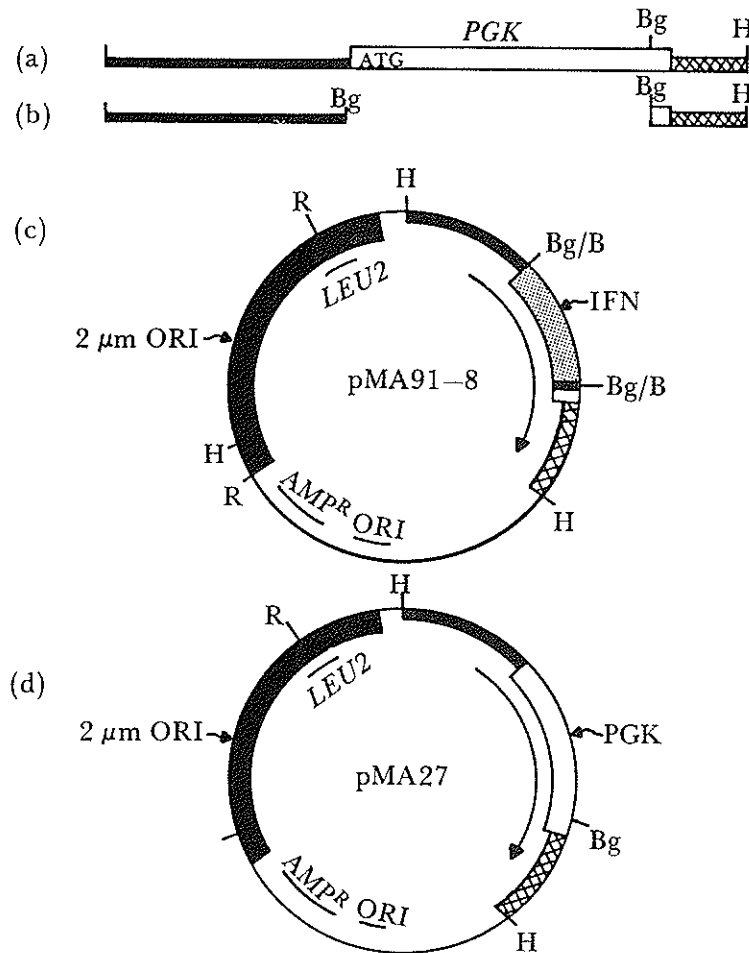 PGK Bg H
(a) ATG
(b) Bg Bg H
(c) H
R Bg/B
LEU2 IFN
2 μm ORI
pMA91–8 Bg/B
H
R AMPᴿ ORI H
H
R
(d) LEU2
2 μm ORI PGK
pMA27
Bg
AMPᴿ ORI H